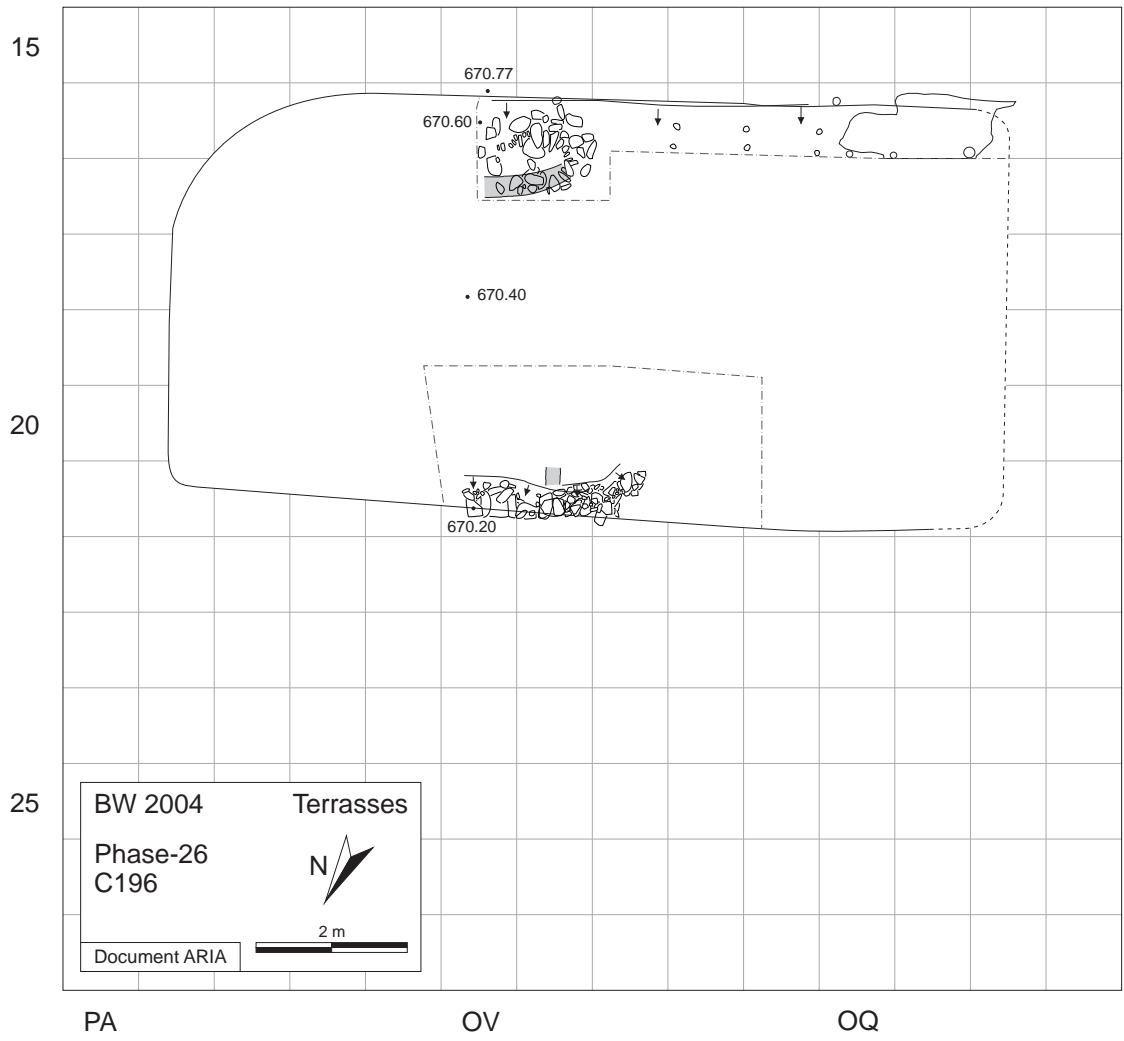 15
670.77
670.60
670.40
20
670.20
25
BW 2004 Terrasses
Phase-26
C196
N
2 m
Document ARIA
PA OV OQ